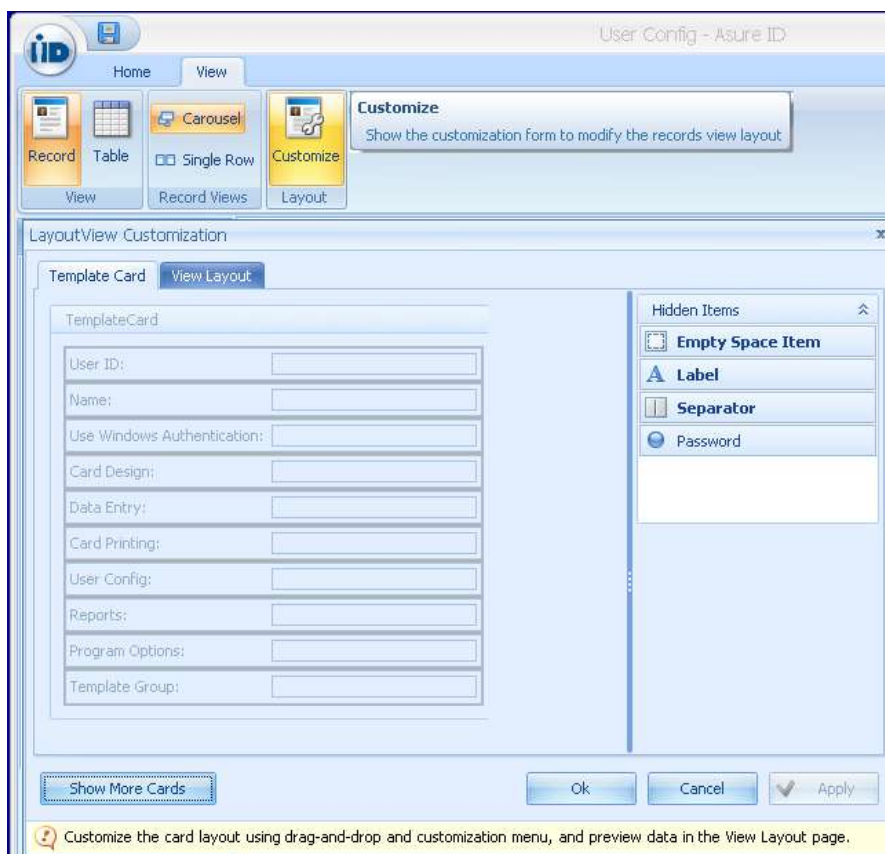 iiD
User Config - Asure ID
Home View
Customize
Show the customization form to modify the records view layout
Record Table
Carousel
Single Row
Customize
View Record Views Layout
LayoutView Customization
x
Template Card View Layout
TemplateCard
User ID:
Name:
Use Windows Authentication:
Card Design:
Data Entry:
Card Printing:
User Config:
Reports:
Program Options:
Template Group:
Hidden Items
Empty Space Item
A Label
Separator
Password
Show More Cards Ok Cancel Apply
Customize the card layout using drag-and-drop and customization menu, and preview data in the View Layout page.